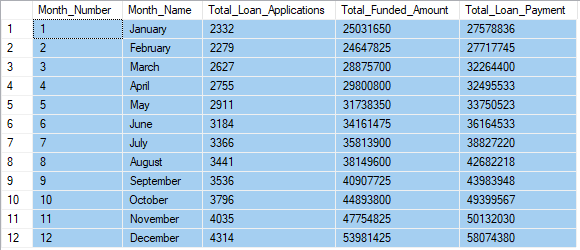 Month_Number Month_Name Total_Loan_Applications Total_Funded_Amount Total_Loan_Payment
1 1 January 2332 25031650 27578836
2 2 February 2279 24647825 27717745
3 3 March 2627 28875700 32264400
4 4 April 2755 29800800 32495533
5 5 May 2911 31738350 33750523
6 6 June 3184 34161475 36164533
7 7 July 3366 35813900 38827220
8 8 August 3441 38149600 42682218
9 9 September 3536 40907725 43983948
10 10 October 3796 44893800 49399567
11 11 November 4035 47754825 50132030
12 12 December 4314 53981425 58074380